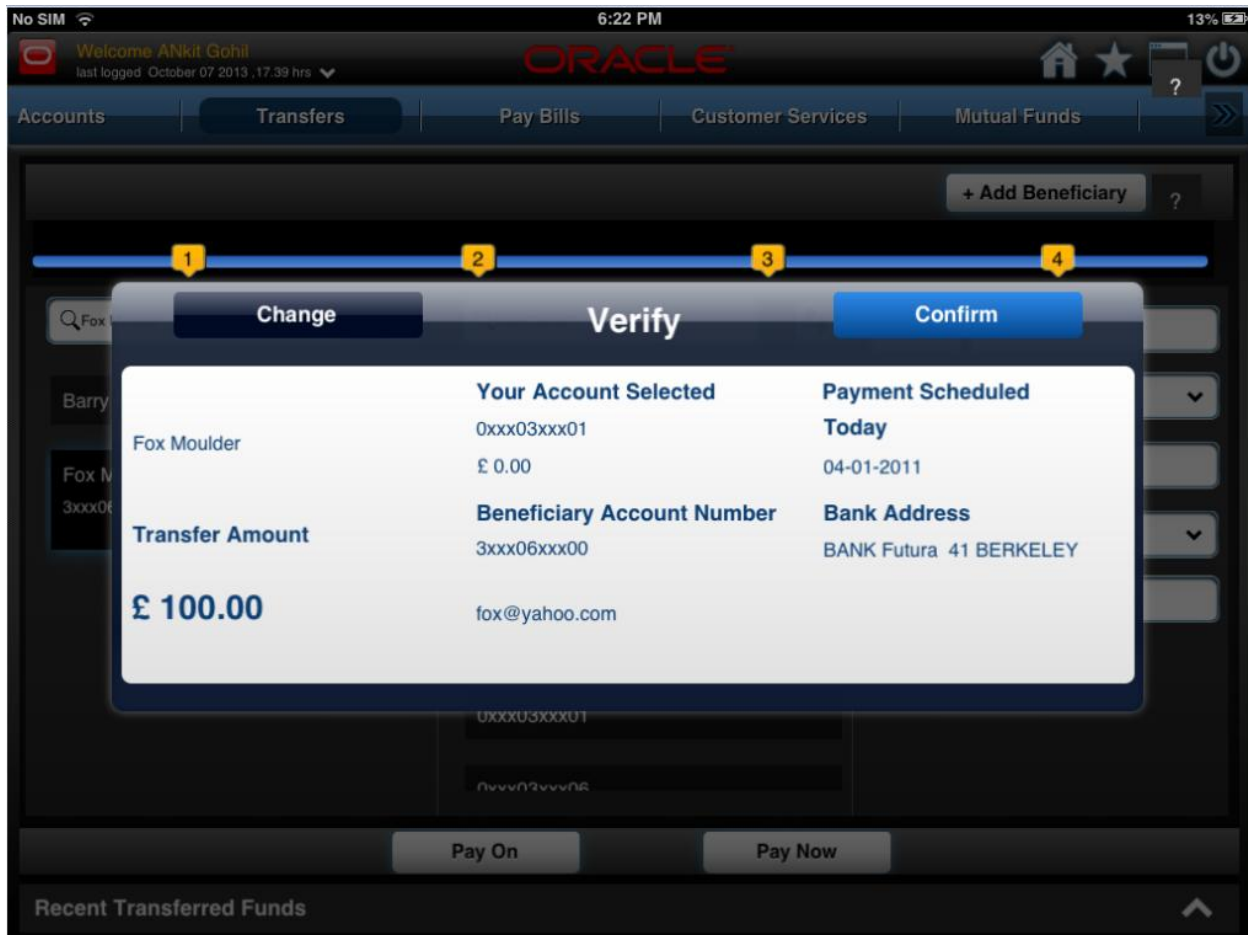 No SIM 6:22 PM 13%
Welcome ANkit Gohil
last logged October 07 2013 ,17.39 hrs
ORACLE
?
Accounts Transfers Pay Bills Customer Services Mutual Funds
+ Add Beneficiary ?
1 2 3 4
Fox
Change Verify Confirm
Barry
Fox M
3xxx06
Fox Moulder
Transfer Amount
£ 100.00
Your Account Selected
0xxx03xxx01
£ 0.00
Beneficiary Account Number
3xxx06xxx00
fox@yahoo.com
Payment Scheduled
Today
04-01-2011
Bank Address
BANK Futura 41 BERKELEY
0xxx03xxx01
0xxx03xxx06
Pay On Pay Now
Recent Transferred Funds